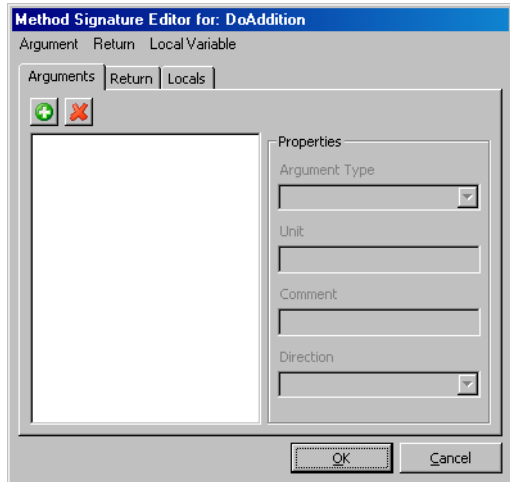 Method Signature Editor for: DoAddition
Argument Return Local Variable
Arguments Return Locals
Properties
Argument Type
Unit
Comment
Direction
OK Cancel